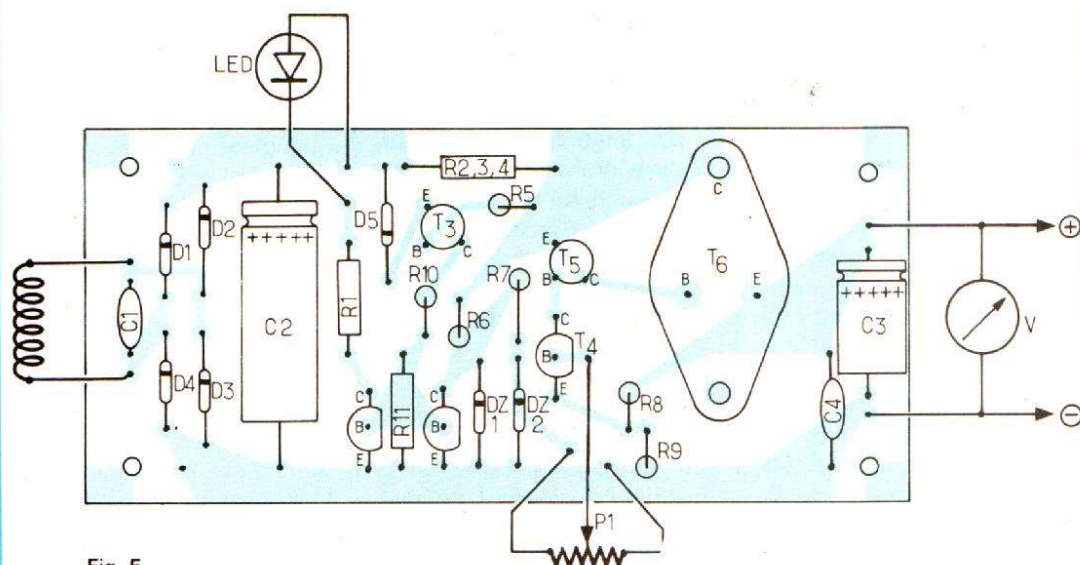 LED
R2,3,4
C
D2
D5
E
R5
T3
D1
B
C
E
T6
+
+++++
T5
B
C
B
E
R10
R7
+++++
R1
C1
C2
R6
C
C3
V
T4
B
D4
D3
C
C
DZ 1
DZ 2
E
R8
C4
−
R11
B
B
R9
E
E
P1
Fig. 5